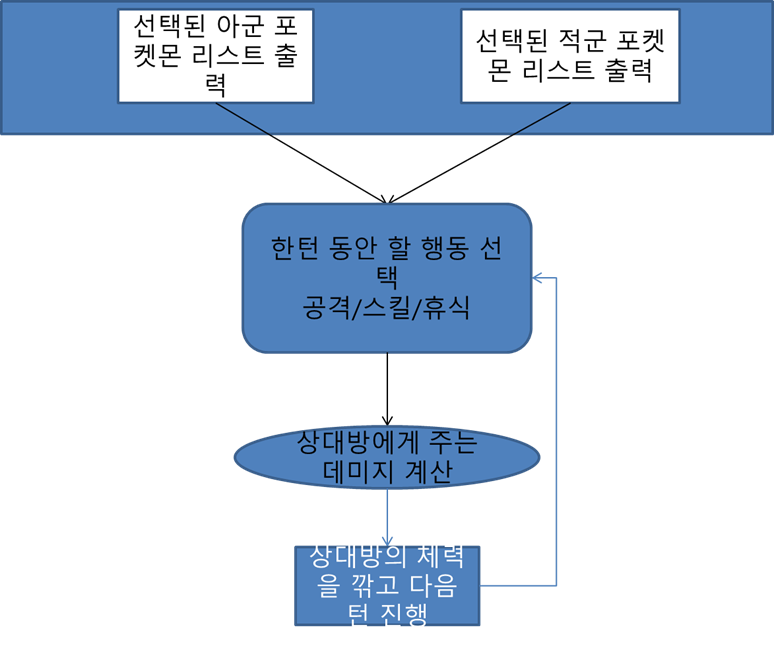 선택된 아군 포
켓몬 리스트 출
력
선택된 적군 포켓
몬 리스트 출력
한턴 동안 할 행동 선
택
공격/스킬/휴식
상대방에게 주는
데미지 계산
상대방의 체력
을 깎고 다음
턴 진행